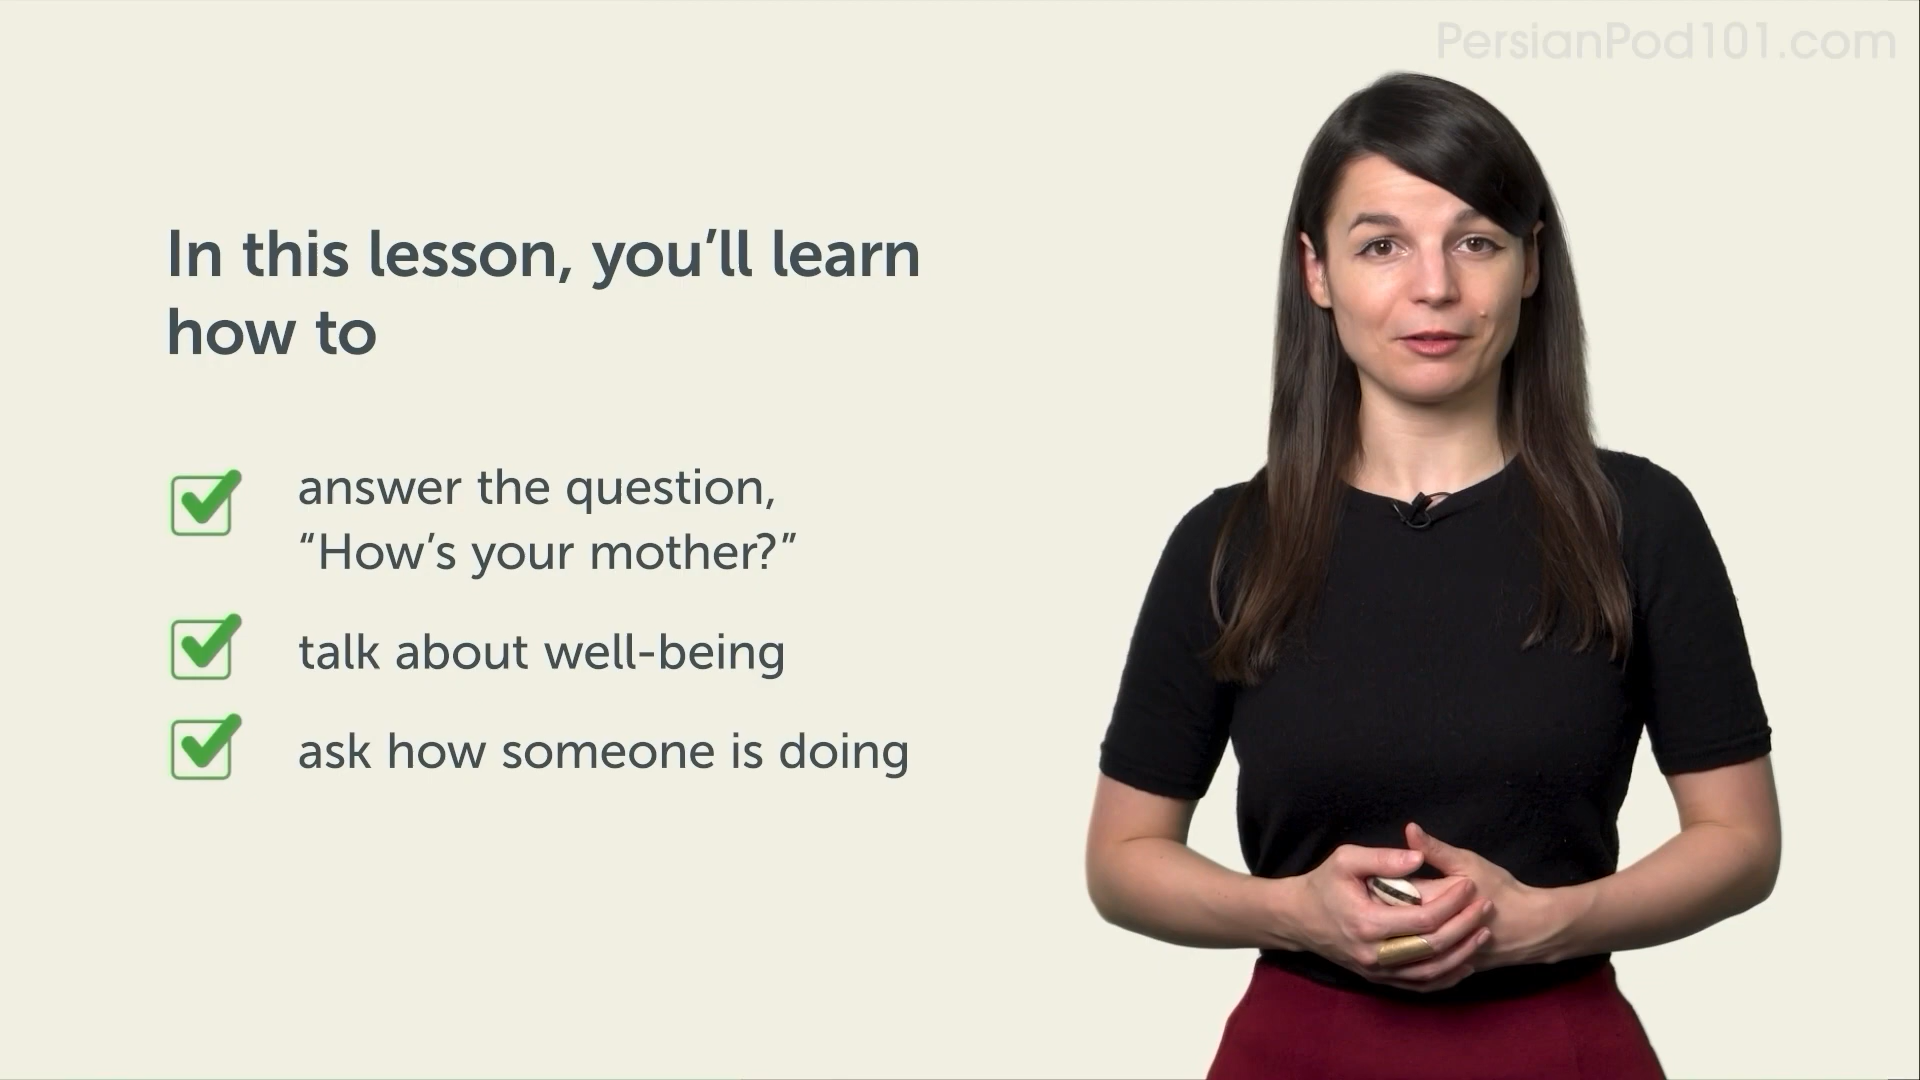 PersianPod101.com
In this lesson, you’ll learn
how to
answer the question,
“How’s your mother?”
talk about well-being
ask how someone is doing